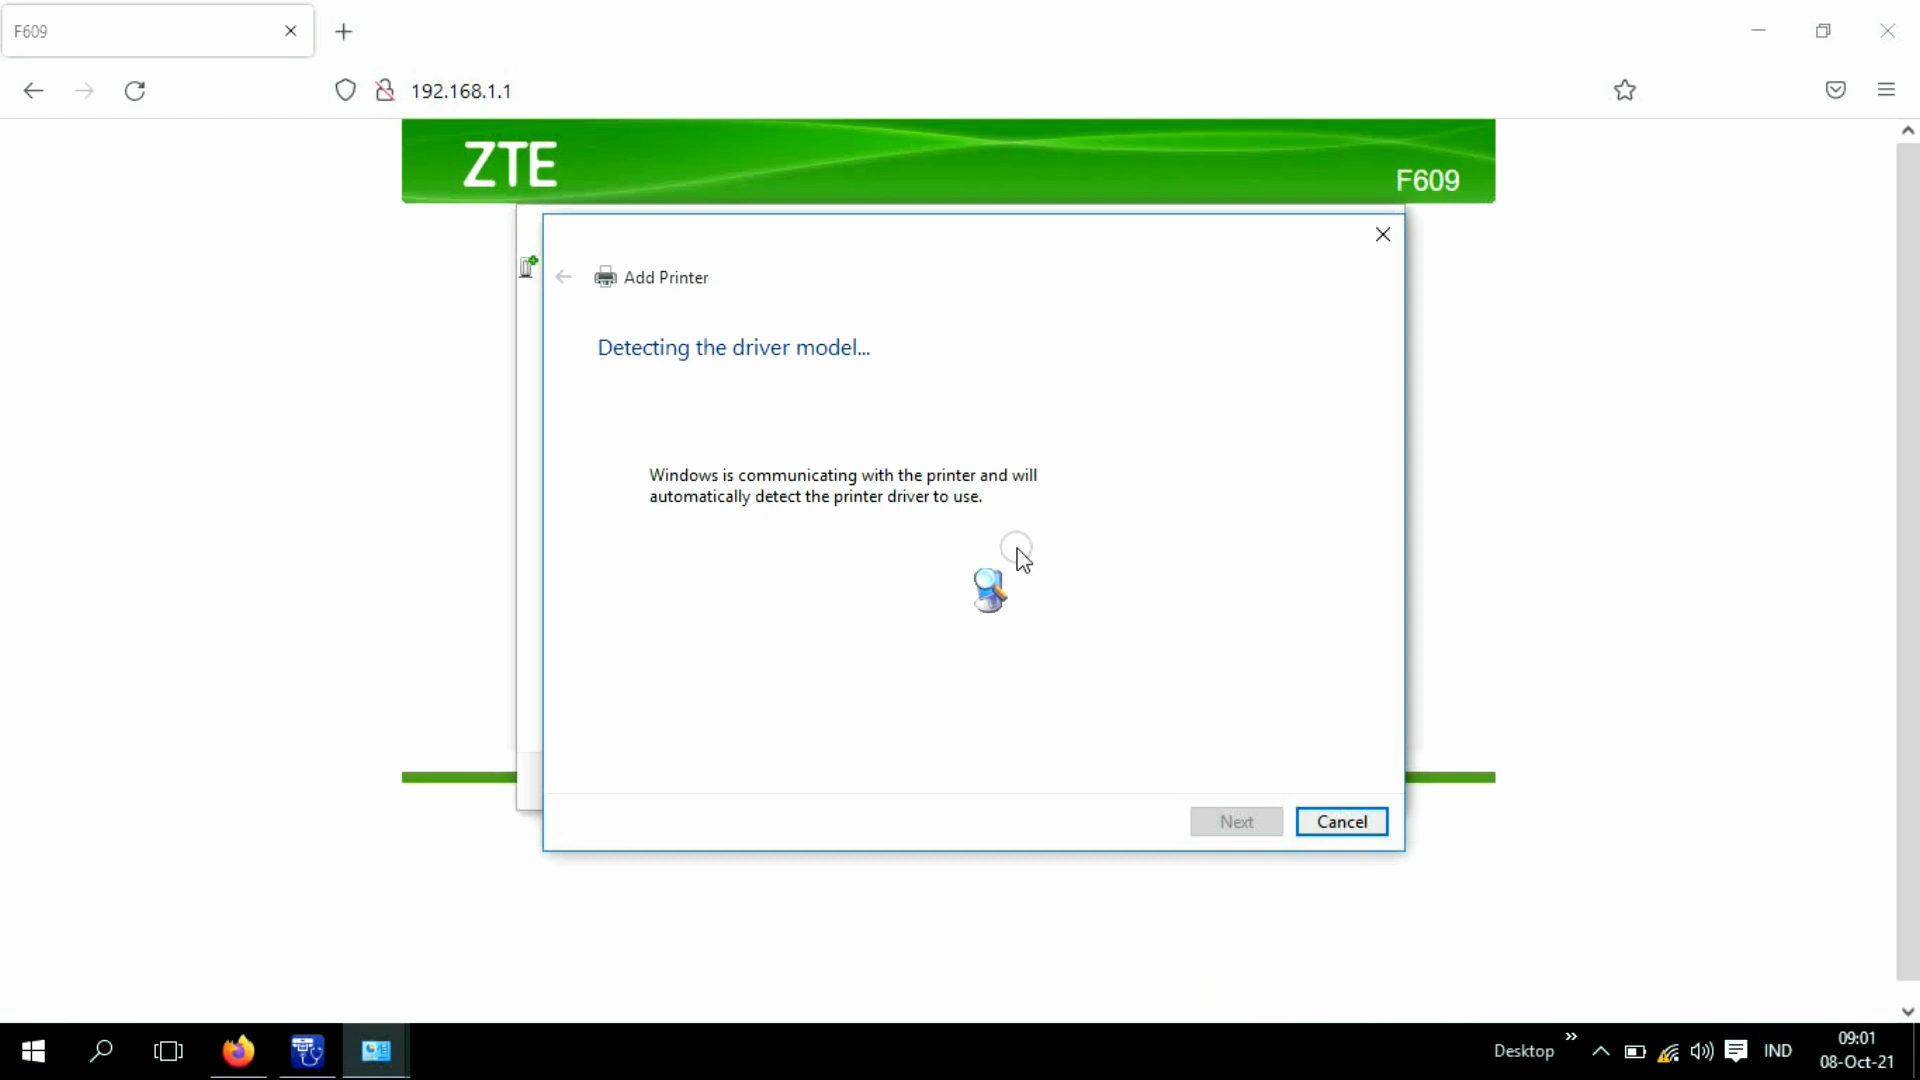 F609
192.168.1.1
ZTE
F609
Add Printer
Detecting the driver model...
Windows is communicating with the printer and will
automatically detect the printer driver to use.
Next
Cancel
Desktop
IND
09:01
08-Oct-21